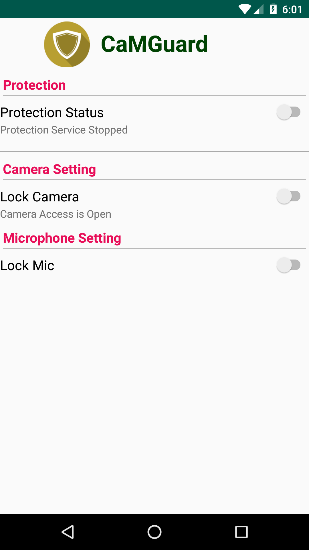 6:01
CaMGuard
Protection
Protection Status
Protection Service Stopped
Camera Setting
Lock Camera
Camera Access is Open
Microphone Setting
Lock Mic